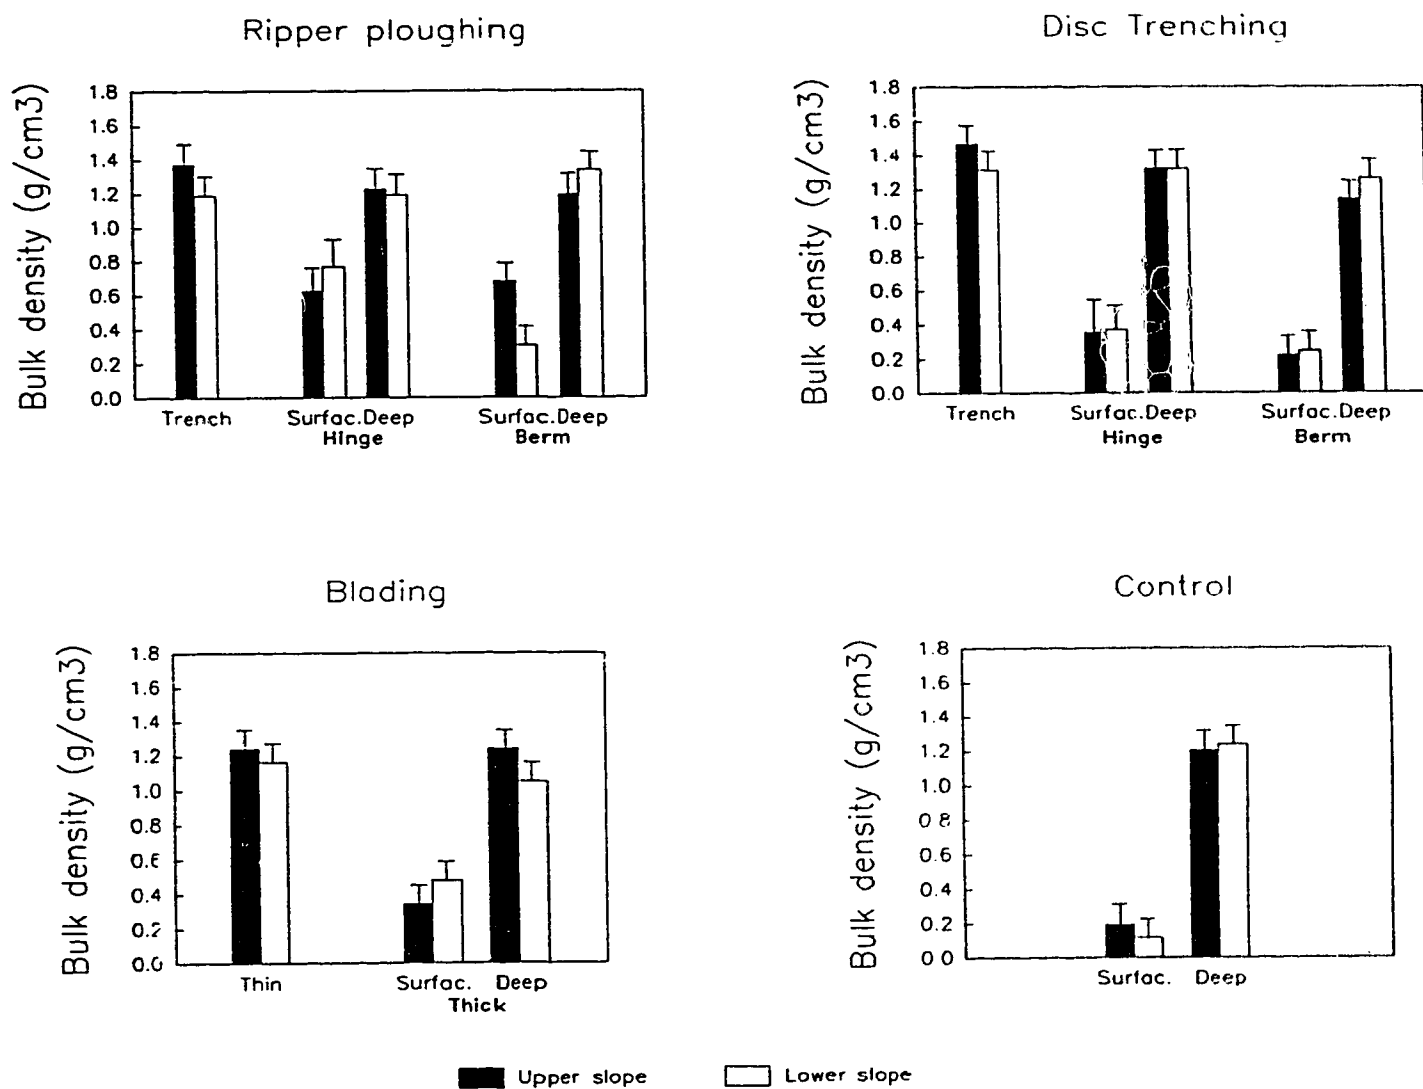 Ripper ploughing
Bulk density (g/cm3)
1.8
1.6
1.4
1.2
1.0
0.8
0.6
0.4
0.2
0.0
Trench
Surfac.Deep
Hinge
Surfac.Deep
Berm
Disc Trenching
Bulk density (g/cm3)
1.8
1.6
1.4
1.2
1.0
0.8
0.6
0.4
0.2
0.0
Trench
Surfac.Deep
Hinge
Surfac.Deep
Berm
Blading
Bulk density (g/cm3)
1.8
1.6
1.4
1.2
1.0
0.8
0.6
0.4
0.2
0.0
Thin
Surfac. Deep
Thick
Control
Bulk density (g/cm3)
1.8
1.6
1.4
1.2
1.0
0.8
0.6
0.4
0.2
0.0
Surfac. Deep
Upper slope
Lower slope